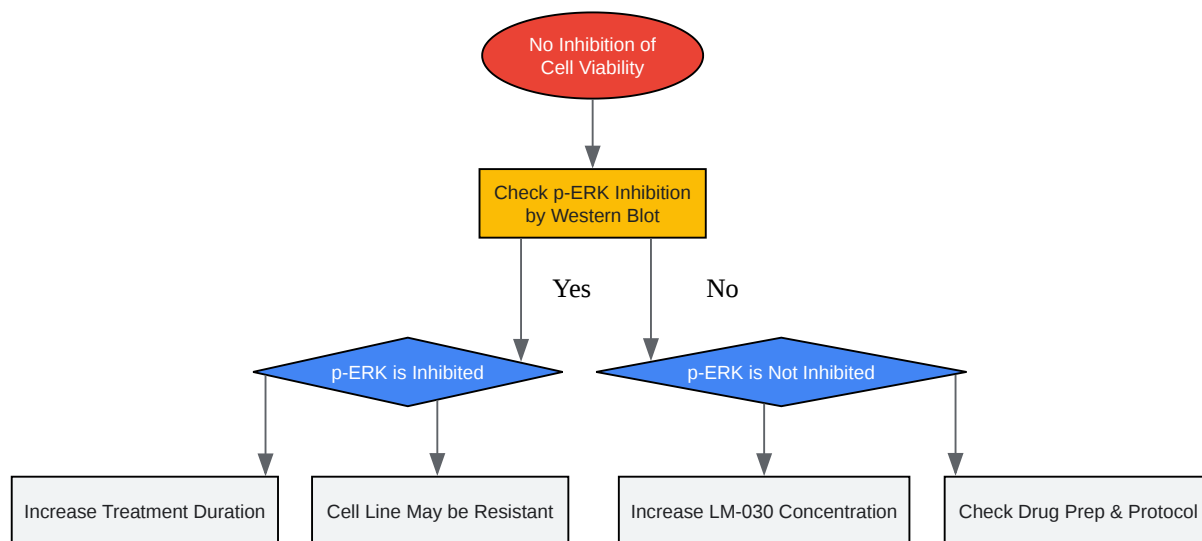 No Inhibition of
Cell Viability
Check p-ERK Inhibition
by Western Blot
Yes
No
p-ERK is Inhibited
p-ERK is Not Inhibited
Increase Treatment Duration
Cell Line May be Resistant
Increase LM-030 Concentration
Check Drug Prep & Protocol